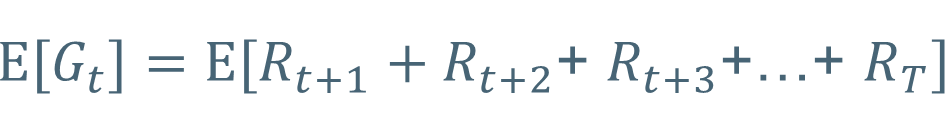 E[G_t] = E[R_{t+1} + R_{t+2}+ R_{t+3}+...+ R_T]